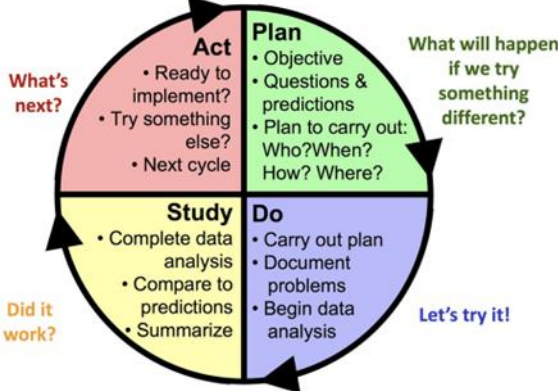 Act
• Ready to
implement?
• Try something
else?
• Next cycle
Plan
• Objective
• Questions &
predictions
• Plan to carry out:
Who?When?
How? Where?
What will happen
if we try
something
different?
Do
• Carry out plan
• Document
problems
• Begin data
analysis
Let's try it!
Study
• Complete data
analysis
• Compare to
predictions
• Summarize
Did it
work?
What's
next?